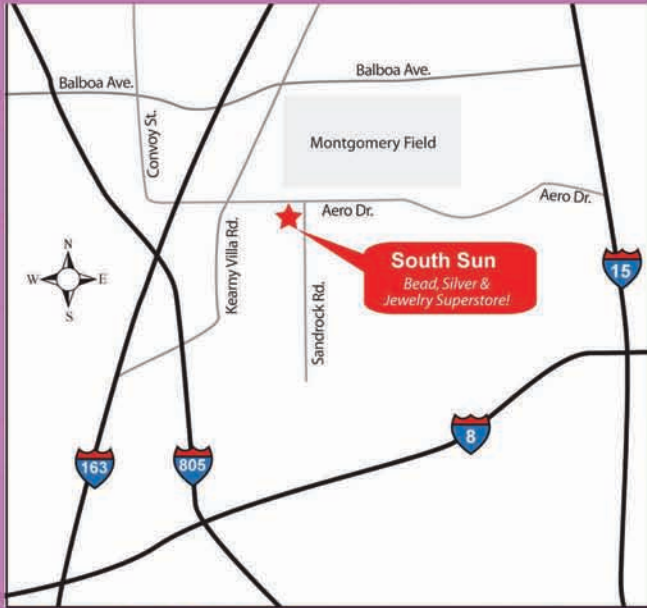 Balboa Ave.
Balboa Ave.
Convoy St.
Montgomery Field
Aero Dr.
Aero Dr.
Kearny Villa Rd.
Sandrock Rd.
South Sun
Bead, Silver &
Jewelry Superstore!
N
W
E
S
15
8
163
805